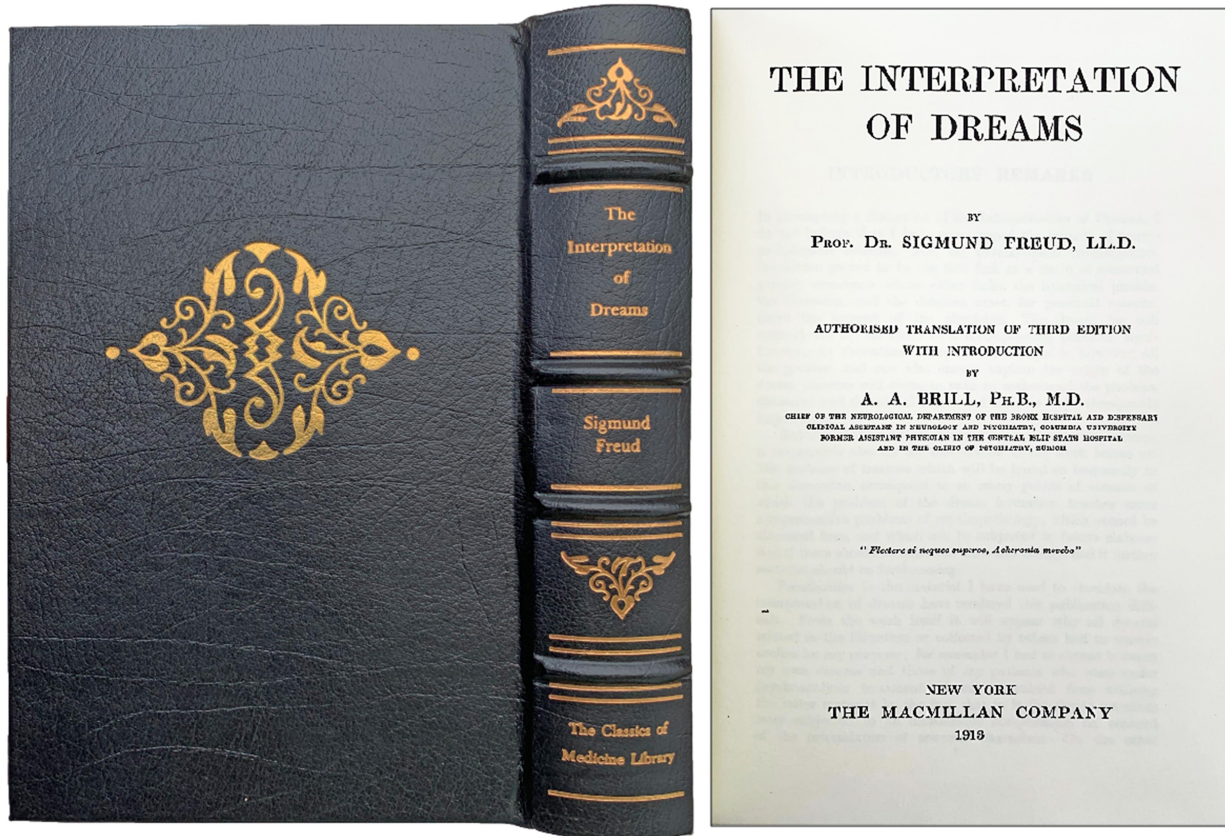 The
Interpretation
of
Dreams
Sigmund
Freud
The Classics of
Medicine Library
THE INTERPRETATION
OF DREAMS
BY
PROF. DR. SIGMUND FREUD, LL.D.
AUTHORISED TRANSLATION OF THIRD EDITION
WITH INTRODUCTION
BY
A. A. BRILL, PH.B., M.D.
CHIEF OF THE NEUROLOGICAL DEPARTMENT OF THE BRONX HOSPITAL AND DISPENSARY
CLINICAL ASSISTANT IN NEUROLOGY AND PSYCHIATRY, COLUMBIA UNIVERSITY
FORMER ASSISTANT PHYSICIAN IN THE CENTRAL ISLIP STATE HOSPITAL
AND IN THE CLINIC OF PSYCHIATRY, ZURICH
"Flectere si nequeo superos, Acheronta movebo"
NEW YORK
THE MACMILLAN COMPANY
1913